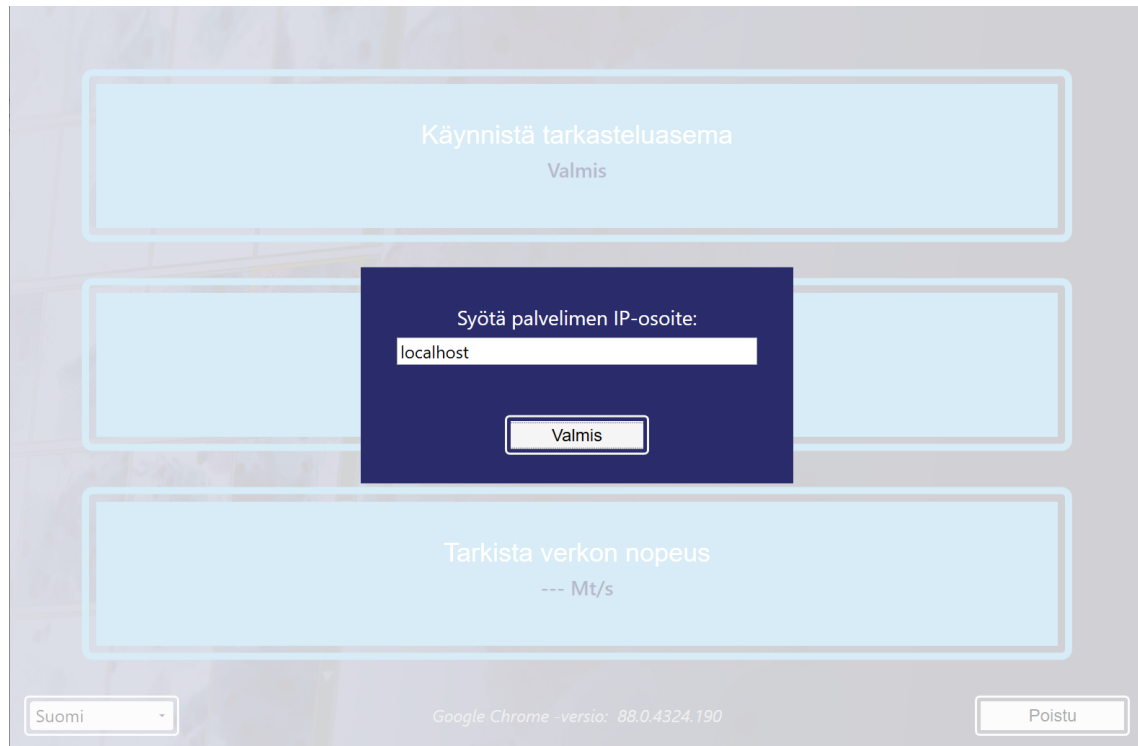 Käynnistä tarkasteluasema
Valmis
Syötä palvelimen IP-osoite:
localhost
Valmis
Tarkista verkon nopeus
--- Mt/s
Suomi
Google Chrome -versio: 88.0.4324.190
Poistu